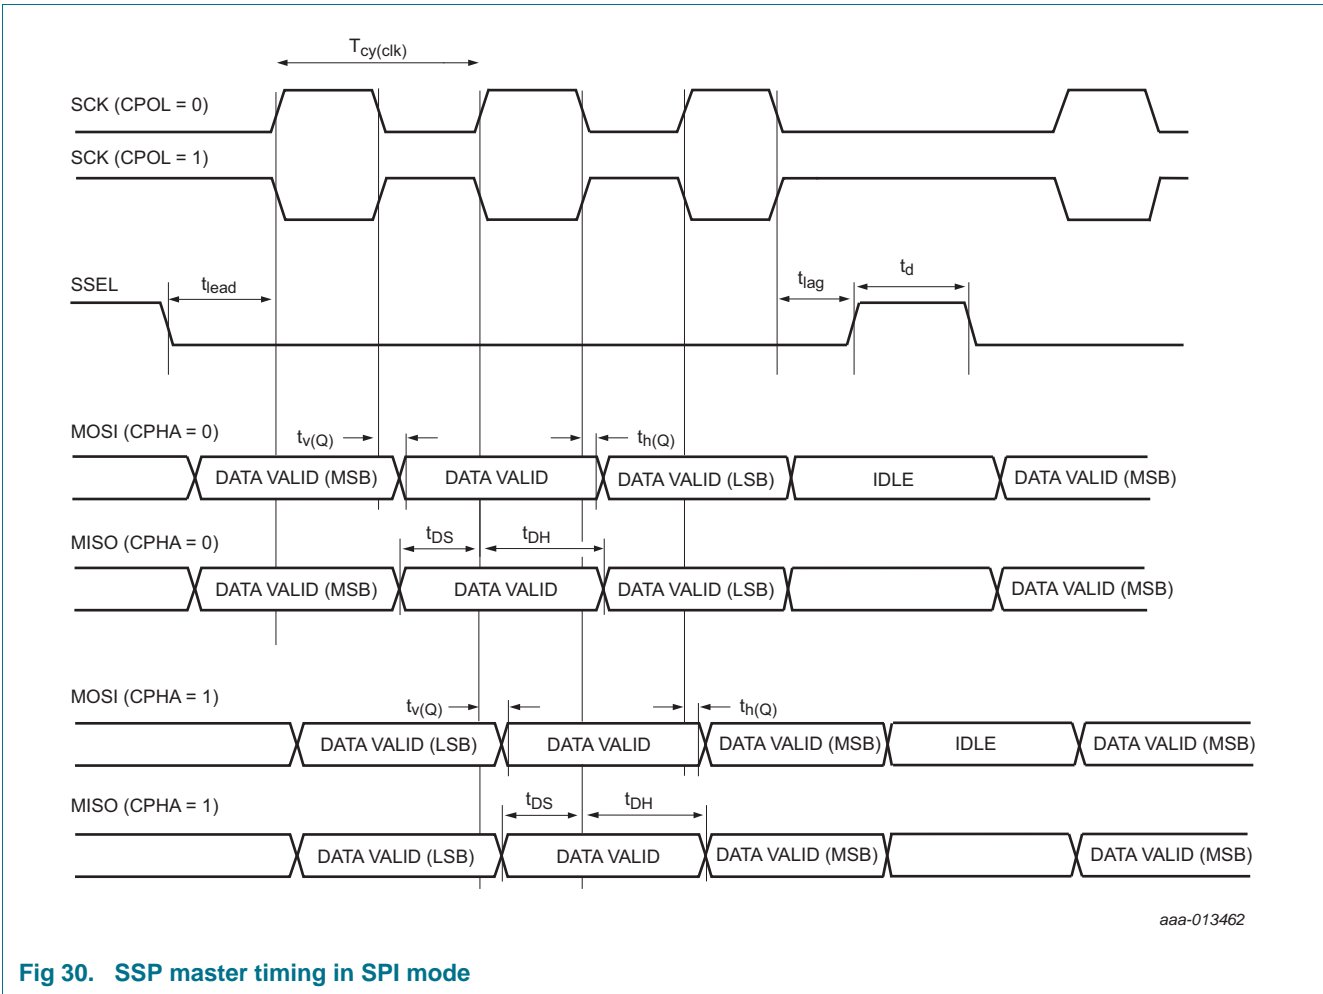 Tcy(clk)
SCK (CPOL = 0)
SCK (CPOL = 1)
SSEL
tlead
tlag
td
MOSI (CPHA = 0)
tv(Q)
th(Q)
DATA VALID (MSB)
DATA VALID
DATA VALID (LSB)
IDLE
DATA VALID (MSB)
MISO (CPHA = 0)
tDS
tDH
DATA VALID (MSB)
DATA VALID
DATA VALID (LSB)
DATA VALID (MSB)
MOSI (CPHA = 1)
tv(Q)
th(Q)
DATA VALID (LSB)
DATA VALID
DATA VALID (MSB)
IDLE
DATA VALID (MSB)
MISO (CPHA = 1)
tDS
tDH
DATA VALID (LSB)
DATA VALID
DATA VALID (MSB)
DATA VALID (MSB)
aaa-013462
Fig 30. SSP master timing in SPI mode